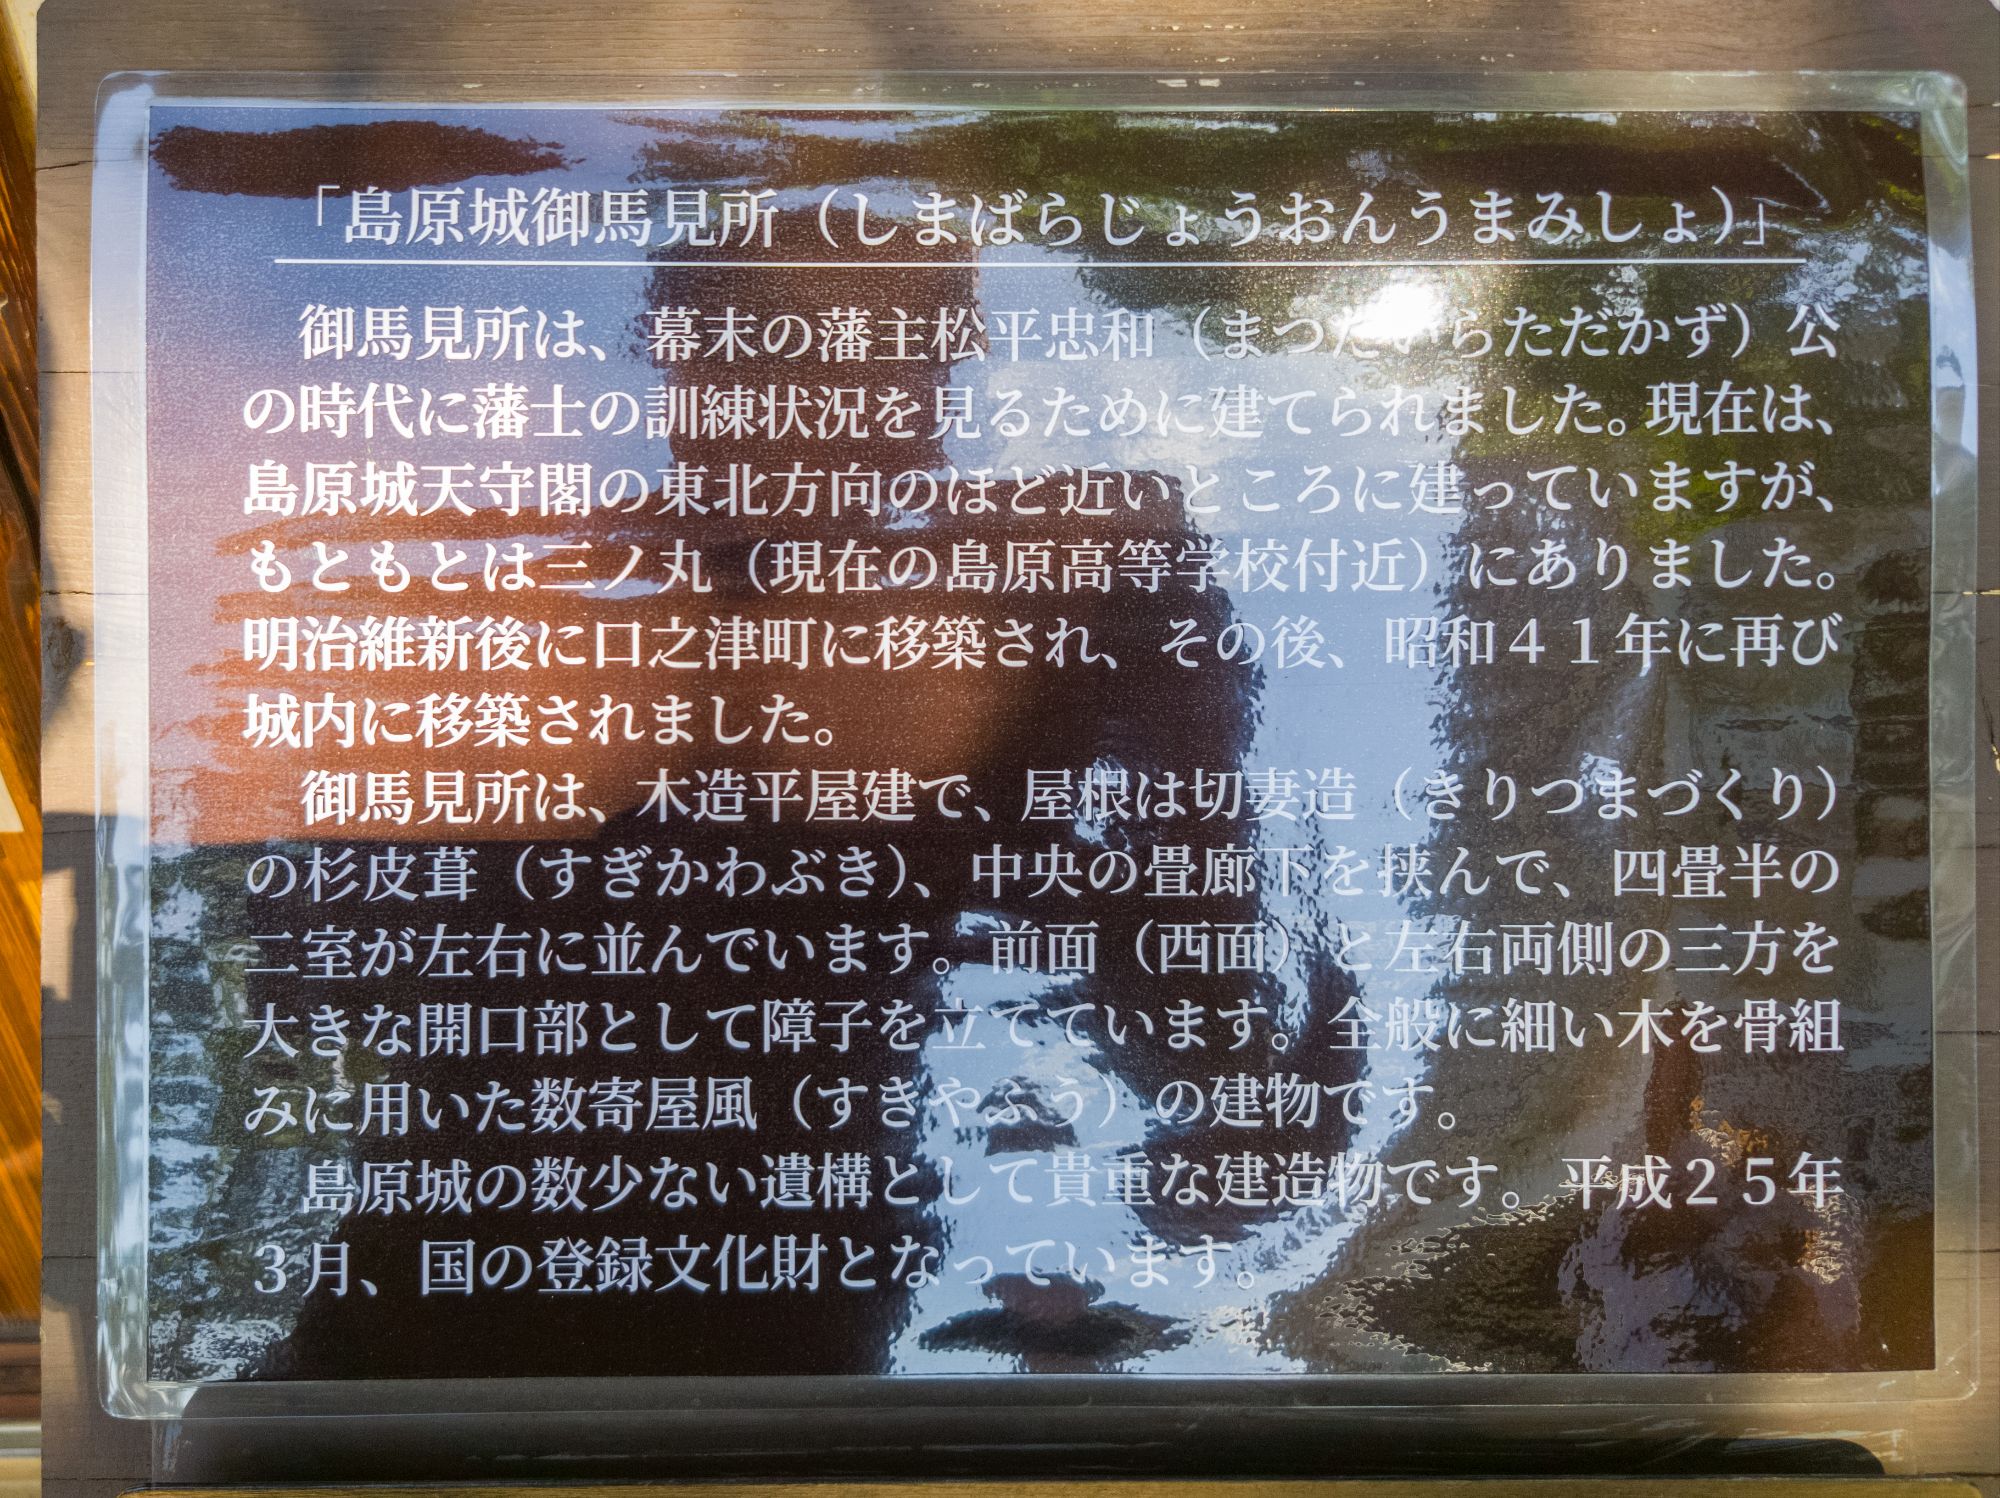 「島原城御馬見所（しまばらじょうおんうまみしょ）」
御馬見所は、幕末の藩主松平忠和（まつだいらただかず）公
の時代に藩士の訓練状況を見るために建てられました。現在は、
島原城天守閣の東北方向のほど近いところに建っていますが、
もともとは三ノ丸（現在の島原高等学校付近）にありました。
明治維新後に口之津町に移築され、その後、昭和４１年に再び
城内に移築されました。
御馬見所は、木造平屋建で、屋根は切妻造（きりつまづくり）
の杉皮葺（すぎかわぶき）、中央の畳廊下を挟んで、四畳半の
二室が左右に並んでいます。前面（西面）と左右両側の三方を
大きな開口部として障子を立てています。全般に細い木を骨組
みに用いた数寄屋風（すきやふう）の建物です。
島原城の数少ない遺構として貴重な建造物です。平成２５年
３月、国の登録文化財となっています。